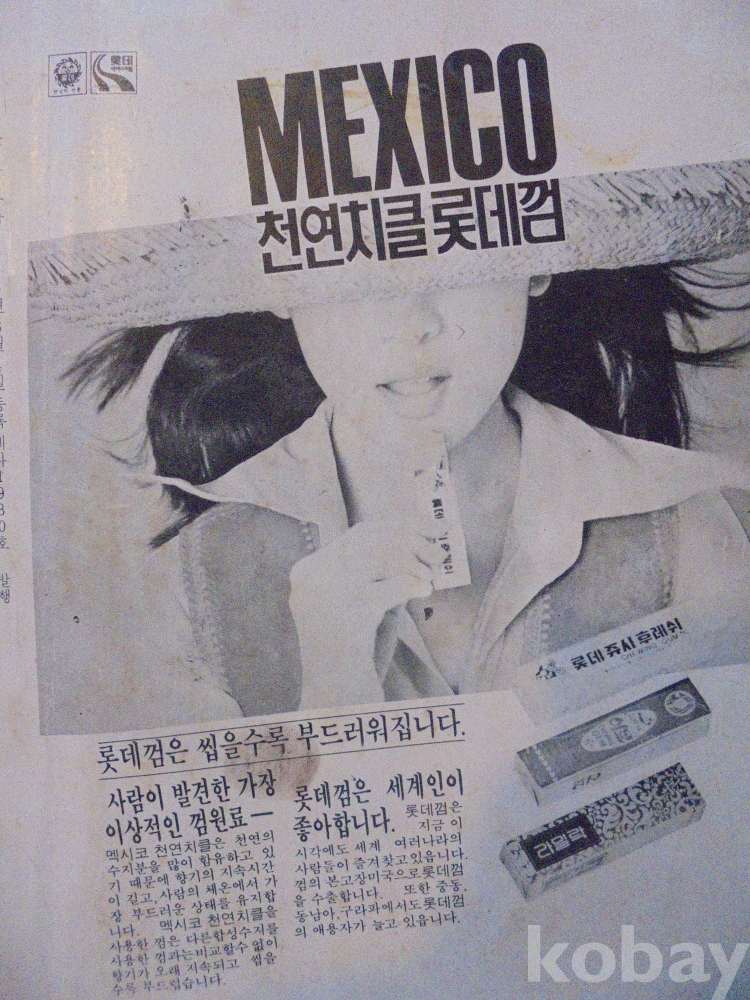 롯데
MEXICO
천연치클 롯데껌
롯데 쥬시 후레쉬
CHEWING GUM
라일락
롯데껌은 씹을수록 부드러워집니다.
사람이 발견한 가장
이상적인 껌원료—
멕시코 천연치클은 천연의
수지분을 많이 함유하고 있
기 때문에 향기의 지속시간
이 길고, 사람의 체온에서 가
장 부드러운 상태를 유지합
니다. 멕시코 천연치클을
사용한 껌은 다른합성수지를
사용한 껌과는비교할수 없이
향기가 오래 지속되고 씹을
수록 부드럽습니다.
롯데껌은 세계인이
좋아합니다. 롯데껌은
지금 이
시각에도 세계 여러나라의
사람들이 즐겨찾고있읍니다.
껌의 본고장미국으로롯데껌
을 수출합니다. 또한 중동,
동남아, 구라파에서도롯데껌
의 애용자가 늘고 있읍니다.
kobay